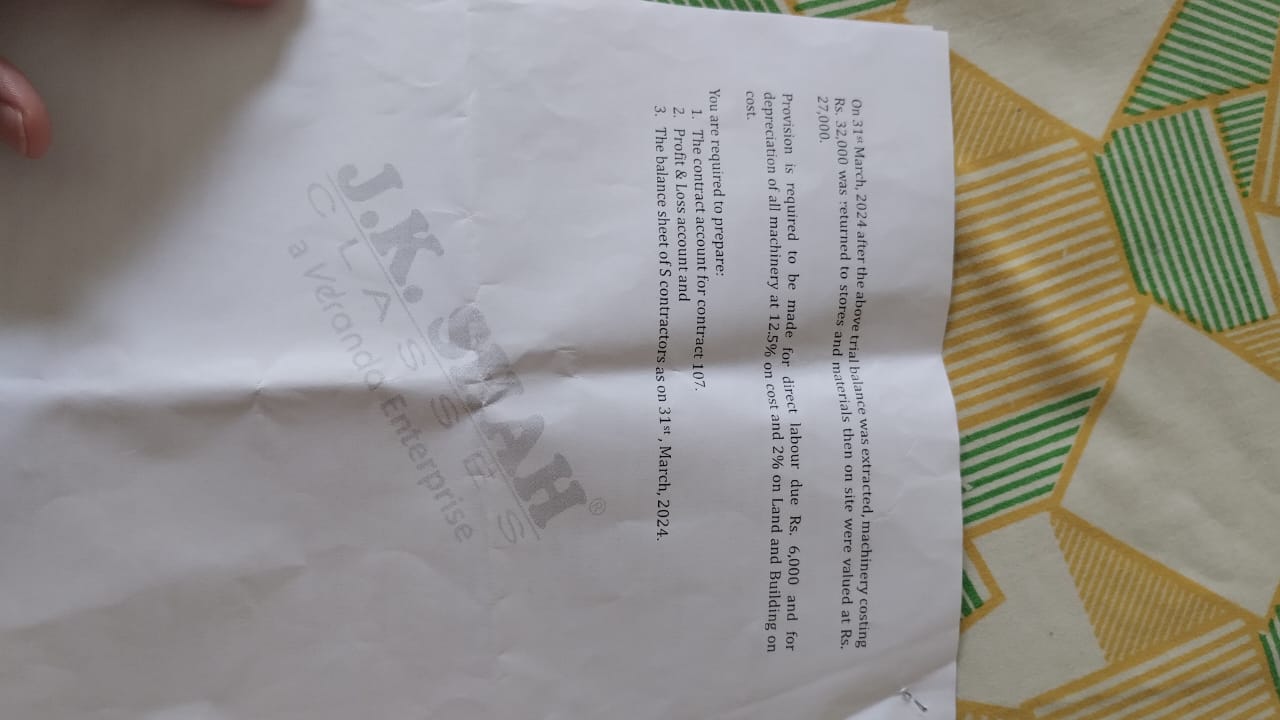 On 31st March, 2024 after the above trial balance was extracted, machinery costing
Rs. 32,000 was returned to stores and materials then on site were valued at Rs.
27,000.
Provision is required to be made for direct labour due Rs. 6,000 and for
depreciation of all machinery at 12.5% on cost and 2% on Land and Building on
cost.
You are required to prepare:
1. The contract account for contract 107.
2. Profit & Loss account and
3. The balance sheet of S contractors as on 31st , March, 2024.
J.K. SHAH®
CLASSES
a Veranda Enterprise